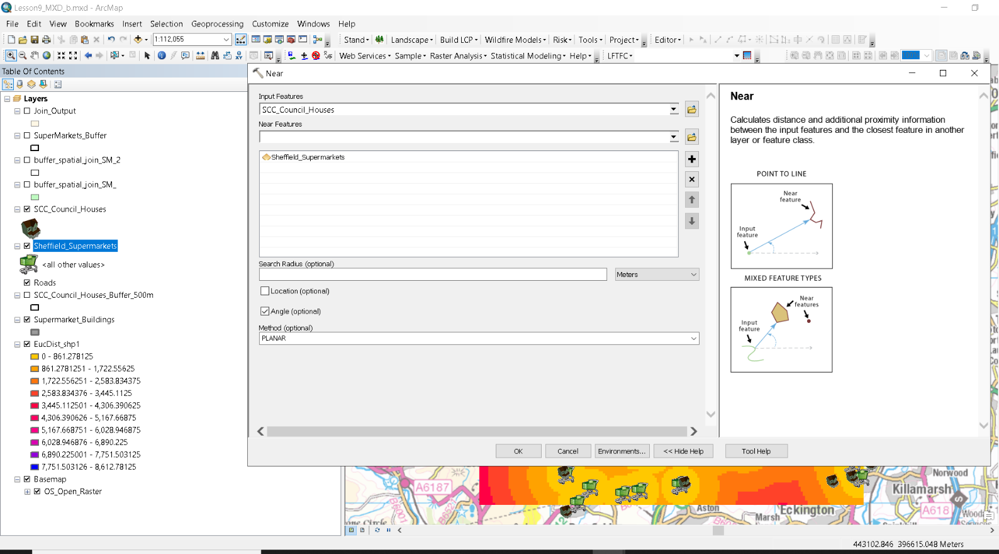 Lesson9_MXD_b.mxd - ArcMap
File Edit View Bookmarks Insert Selection Geoprocessing Customize Windows Help
1:112,055 Stand Landscape Build LCP Wildfire Models Risk Tools Project Editor
Web Services Sample Raster Analysis Statistical Modeling Help LFTFC
Table Of Contents
Layers
Join_Output
SuperMarkets_Buffer
buffer_spatial_join_SM_2
buffer_spatial_join_SM_
SCC_Council_Houses
Sheffield_Supermarkets
<all other values>
Roads
SCC_Council_Houses_Buffer_500m
Supermarket_Buildings
EucDist_shp1
0 - 861.278125
861.2781251 - 1,722.55625
1,722.556251 - 2,583.834375
2,583.834376 - 3,445.1125
3,445.112501 - 4,306.390625
4,306.390626 - 5,167.66875
5,167.668751 - 6,028.946875
6,028.946876 - 6,890.225
6,890.225001 - 7,751.503125
7,751.503126 - 8,612.78125
Basemap
OS_Open_Raster
Near
Input Features
SCC_Council_Houses
Near Features
Sheffield_Supermarkets
Search Radius (optional)
Meters
Location (optional)
Angle (optional)
Method (optional)
PLANAR
OK Cancel Environments... << Hide Help Tool Help
Near
Calculates distance and additional proximity information
between the input features and the closest feature in another
layer or feature class.
POINT TO LINE
Near
feature
Input
feature
MIXED FEATURE TYPES
Near
features
Input
feature
A6187
B6001
Norwood
Killamarsh
A618
Aston
Marsh
Eckington
443102.846 396615.048 Meters